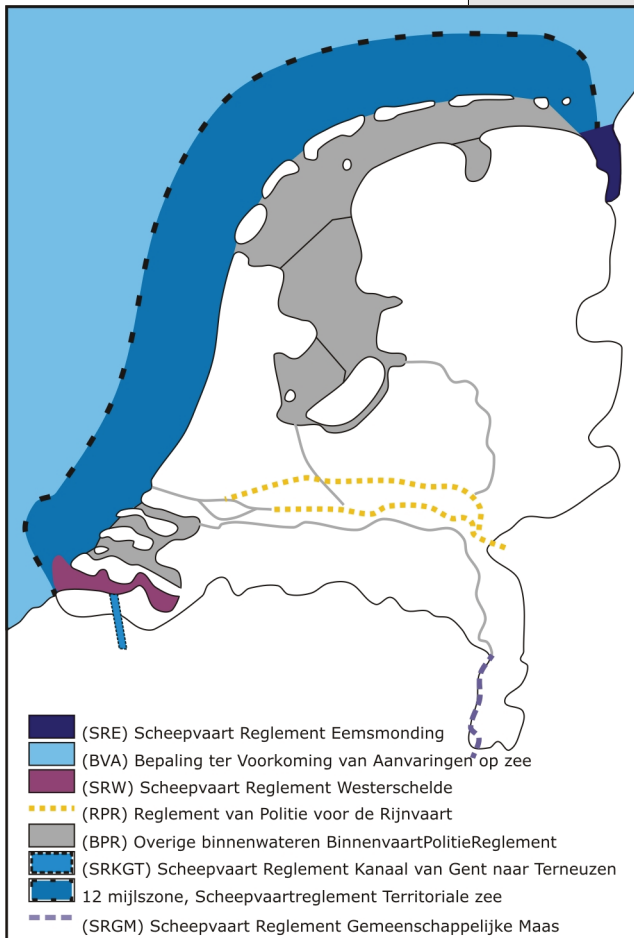 (SRE) Scheepvaart Reglement Eemsmonding
(BVA) Bepaling ter Voorkoming van Aanvaringen op zee
(SRW) Scheepvaart Reglement Westerschelde
(RPR) Reglement van Politie voor de Rijnvaart
(BPR) Overige binnenwateren BinnenvaartPolitieReglement
(SRKGT) Scheepvaart Reglement Kanaal van Gent naar Terneuzen
12 mijlszone, Scheepvaartreglement Territoriale zee
(SRGM) Scheepvaart Reglement Gemeenschappelijke Maas